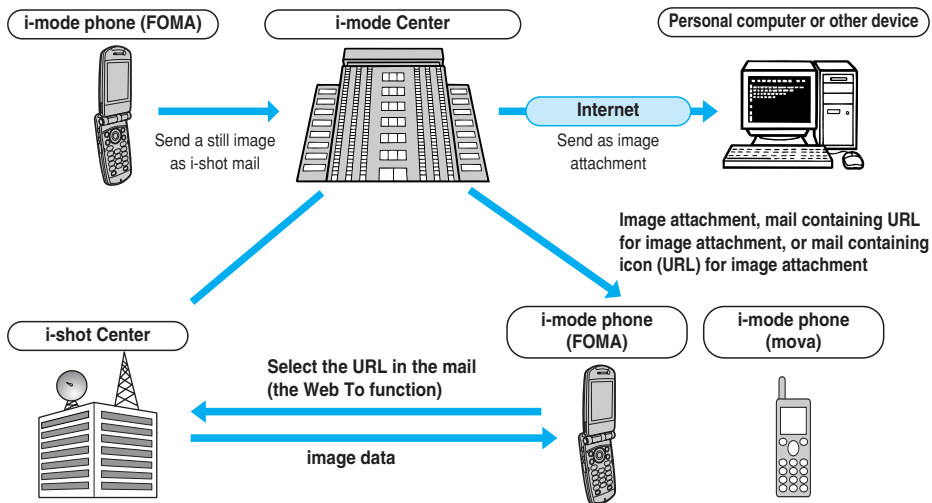 i-mode phone (FOMA)
i-mode Center
Personal computer or other device
Send a still image
as i-shot mail
Internet
Send as image
attachment
Image attachment, mail containing URL
for image attachment, or mail containing
icon (URL) for image attachment
i-shot Center
i-mode phone
(FOMA)
i-mode phone
(mova)
Select the URL in the mail
(the Web To function)
image data